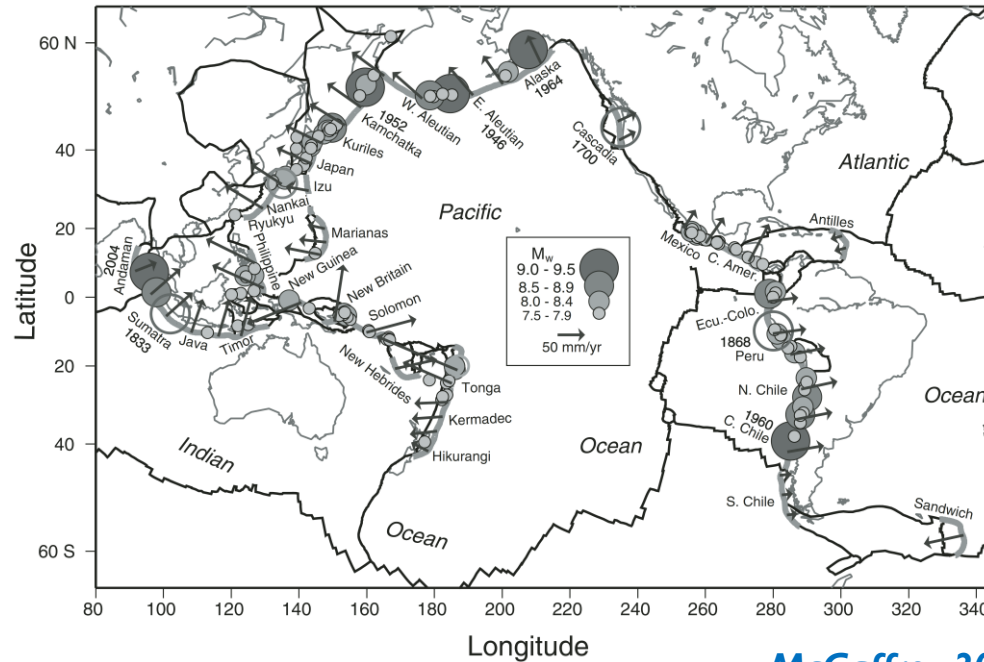 60 N
40
20
0
20
40
60 S
Latitude
80
100
120
140
160
180
200
220
240
260
280
300
320
Longitude
Alaska
1964
E. Aleutian
1946
W. Aleutian
1952
Kamchatka
Kuriles
Japan
Izu
Nankai
Ryukyu
Marianas
Philippine
2004
Andaman
Sumatra
1833
Java
Timor
New Guinea
New Britain
Solomon
New Hebrides
Tonga
Kermadec
Hikurangi
Cascadia
1700
Mexico
C. Amer.
Antilles
Ecu.-Colo.
1868
Peru
N. Chile
1960
C. Chile
S. Chile
Sandwich
Pacific
Ocean
Atlantic
Ocean
Indian
Ocean
Mw
9.0 - 9.5
8.5 - 8.9
8.0 - 8.4
7.5 - 7.9
50 mm/yr